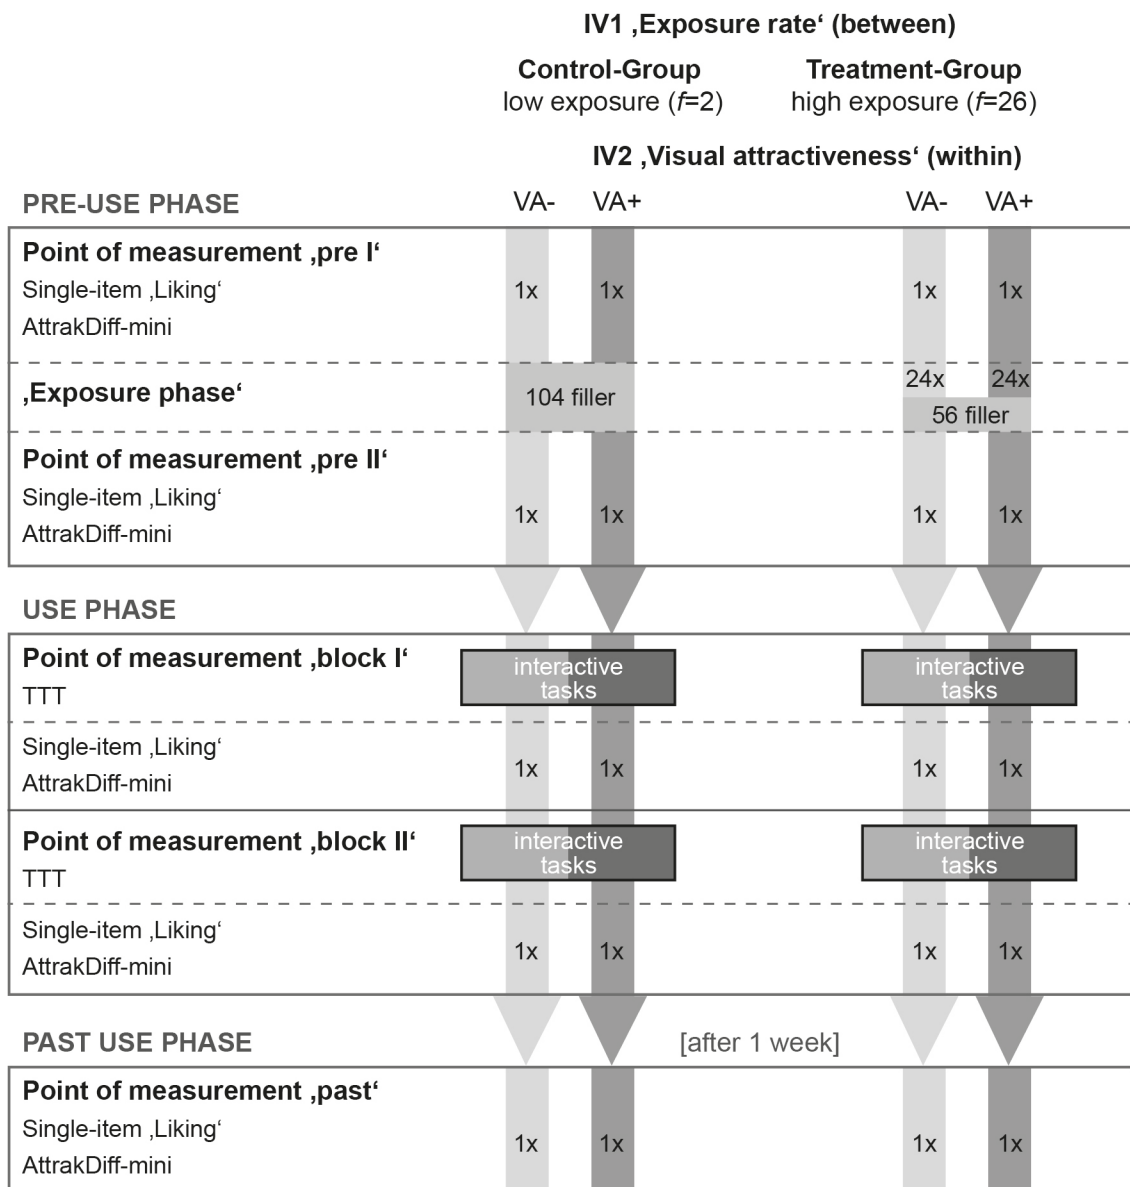 IV1 ‚Exposure rate‘ (between)
Control-Group Treatment-Group
low exposure (f=2) high exposure (f=26)
IV2 ‚Visual attractiveness‘ (within)
PRE-USE PHASE VA- VA+ VA- VA+
Point of measurement ‚pre I‘
Single-item ‚Liking‘ 1x 1x 1x 1x
AttrakDiff-mini
‚Exposure phase‘ 104 filler 24x 24x
56 filler
Point of measurement ‚pre II‘
Single-item ‚Liking‘
AttrakDiff-mini 1x 1x 1x 1x
USE PHASE
Point of measurement ‚block I‘ interactive interactive
TTT tasks tasks
Single-item ‚Liking‘
AttrakDiff-mini 1x 1x 1x 1x
Point of measurement ‚block II‘ interactive interactive
TTT tasks tasks
Single-item ‚Liking‘
AttrakDiff-mini 1x 1x 1x 1x
PAST USE PHASE [after 1 week]
Point of measurement ‚past‘
Single-item ‚Liking‘ 1x 1x 1x 1x
AttrakDiff-mini